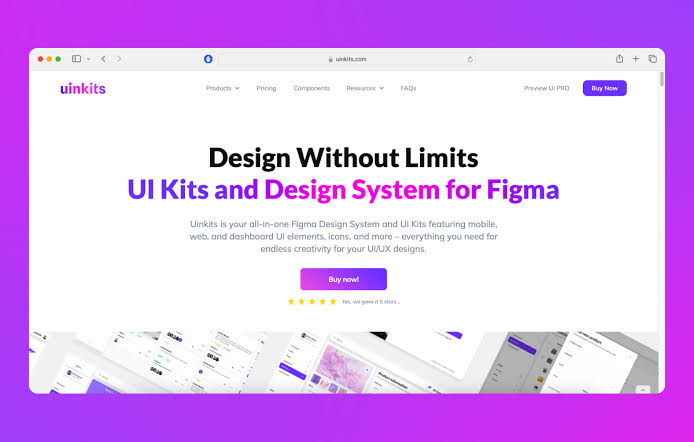 uinkits.com
uinkits
Products
Pricing
Components
Resources
FAQs
Preview UI PRO
Buy Now
Design Without Limits
UI Kits and Design System for Figma
Uinkits is your all-in-one Figma Design System and UI Kits featuring mobile,
web, and dashboard UI elements, icons, and more – everything you need for
endless creativity for your UI/UX designs.
Buy now!
Yes, we gave it 5 stars...
Product Information